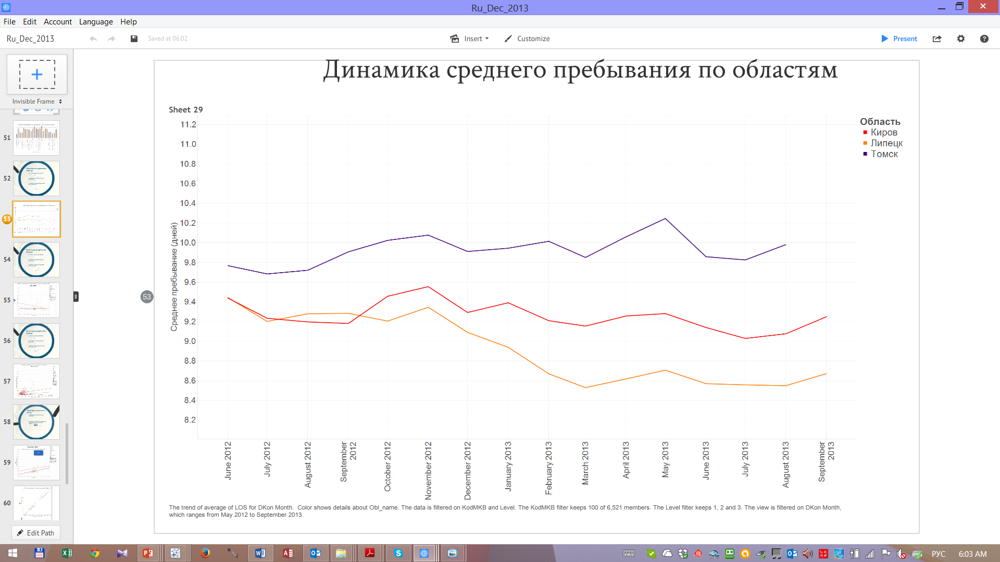 Ru_Dec_2013
File Edit Account Language Help
Ru_Dec_2013
Saved at 06:02
Insert
Customize
Present
Invisible Frame
51
52
53
54
55
56
57
58
59
60
Edit Path
53
Динамика среднего пребывания по областям
Sheet 29
Среднее пребывание (дней)
11.2
11.0
10.8
10.6
10.4
10.2
10.0
9.8
9.6
9.4
9.2
9.0
8.8
8.6
8.4
8.2
June 2012
July 2012
August 2012
September 2012
October 2012
November 2012
December 2012
January 2013
February 2013
March 2013
April 2013
May 2013
June 2013
July 2013
August 2013
September 2013
Область
Киров
Липецк
Томск
The trend of average of LOS for DKon Month. Color shows details about Obl_name. The data is filtered on KodMKB and Level. The KodMKB filter keeps 100 of 6,521 members. The Level filter keeps 1, 2 and 3. The view is filtered on DKon Month,
which ranges from May 2012 to September 2013.
РУС
6:03 AM